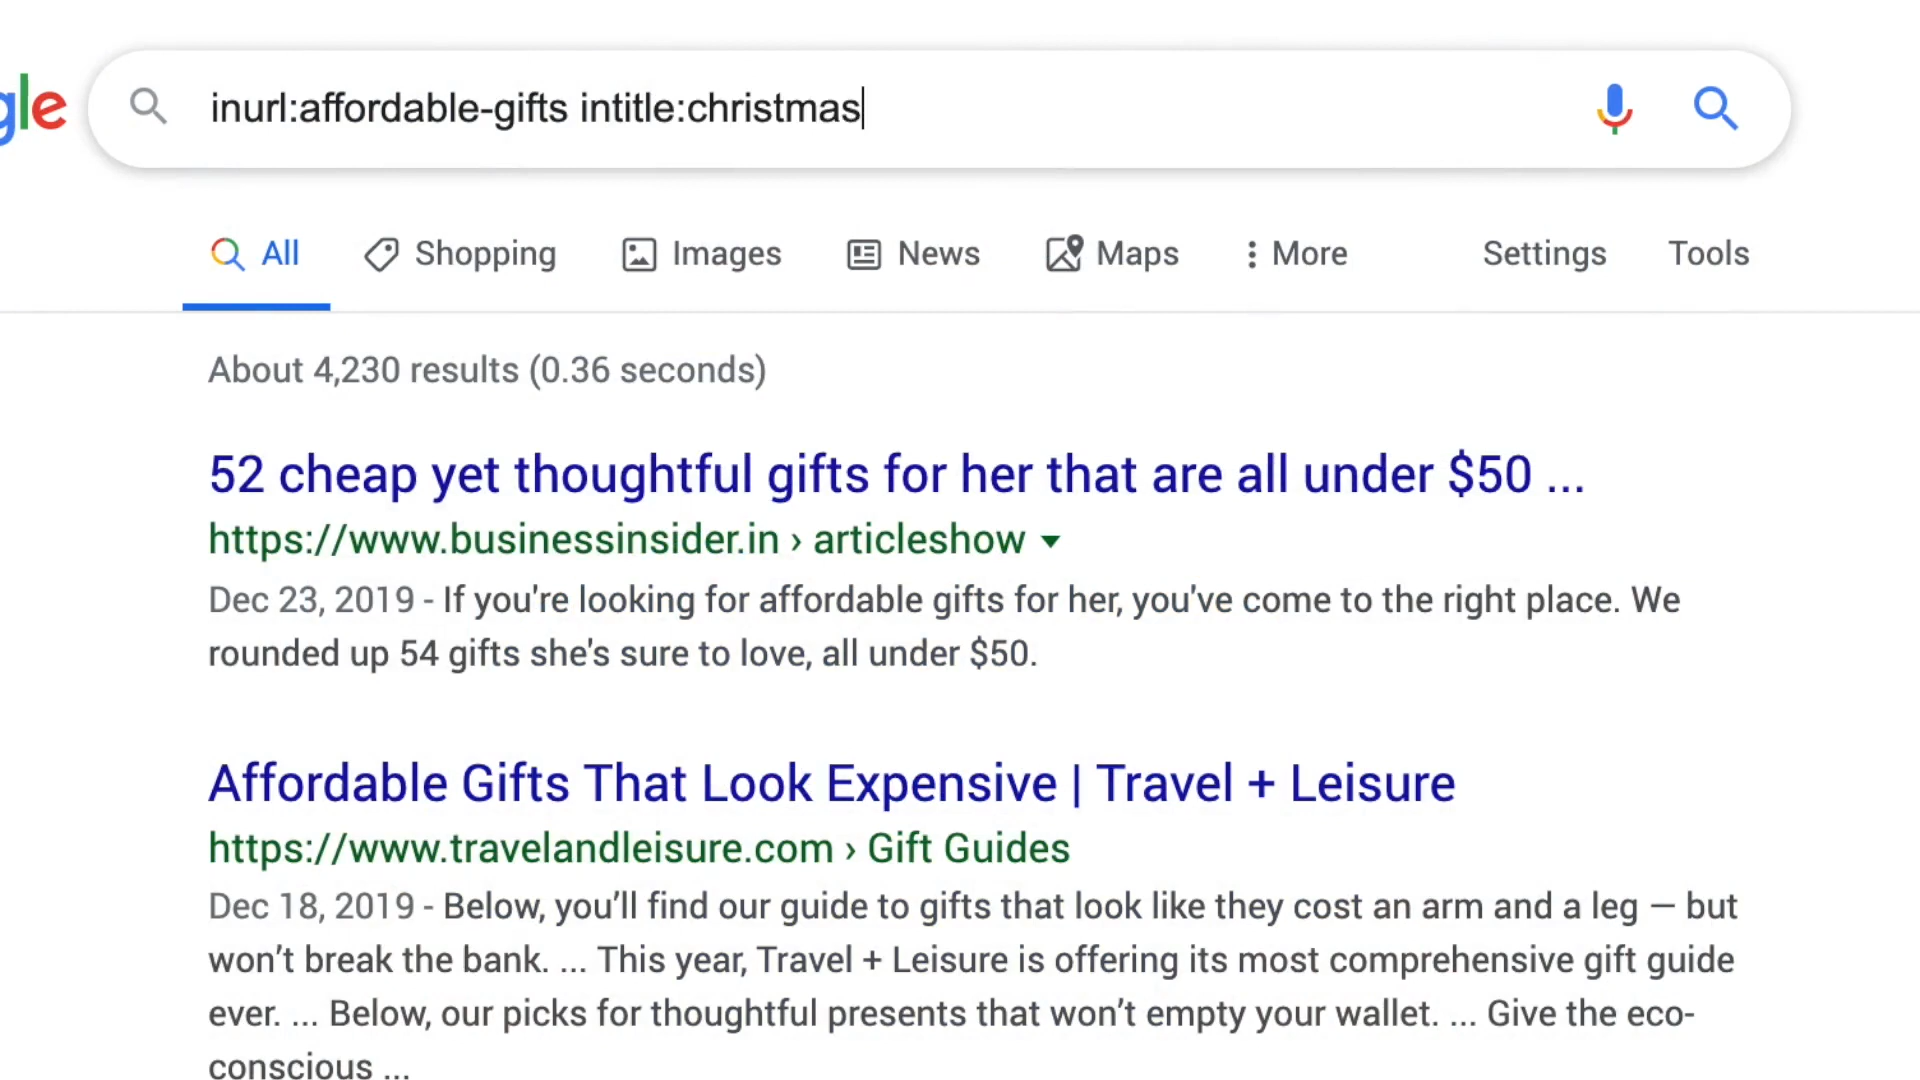 gle
inurl:affordable-gifts intitle:christmas
All Shopping Images News Maps More Settings Tools
About 4,230 results (0.36 seconds)
52 cheap yet thoughtful gifts for her that are all under $50 ...
https://www.businessinsider.in › articleshow
Dec 23, 2019 - If you're looking for affordable gifts for her, you've come to the right place. We
rounded up 54 gifts she's sure to love, all under $50.
Affordable Gifts That Look Expensive | Travel + Leisure
https://www.travelandleisure.com › Gift Guides
Dec 18, 2019 - Below, you’ll find our guide to gifts that look like they cost an arm and a leg — but
won’t break the bank. ... This year, Travel + Leisure is offering its most comprehensive gift guide
ever. ... Below, our picks for thoughtful presents that won’t empty your wallet. ... Give the eco-
conscious ...